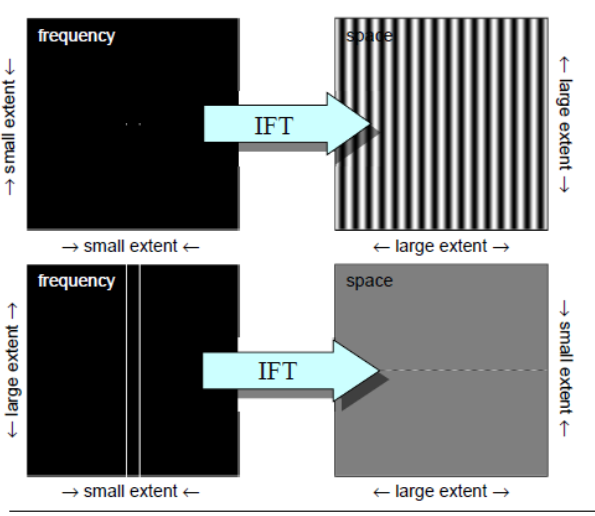 frequency
space
→ small extent ←
← large extent →
IFT
→ small extent ←
← large extent →
frequency
space
← large extent →
→ small extent ←
IFT
→ small extent ←
← large extent →